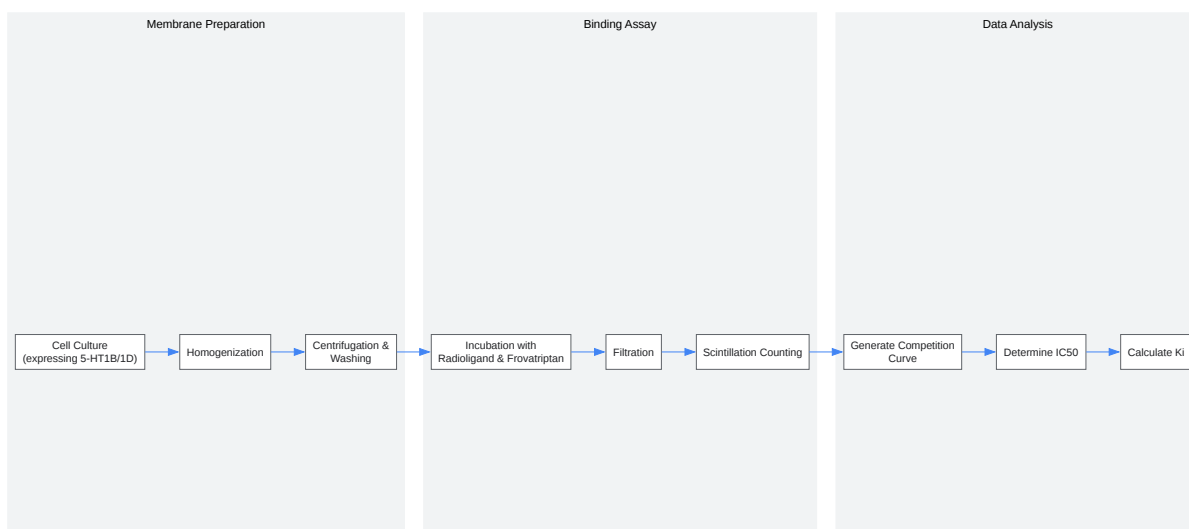 Membrane Preparation
Binding Assay
Data Analysis
Cell Culture
(expressing 5-HT1B/1D)
Homogenization
Centrifugation &
Washing
Incubation with
Radioligand & Frovatriptan
Filtration
Scintillation Counting
Generate Competition
Curve
Determine IC50
Calculate Ki